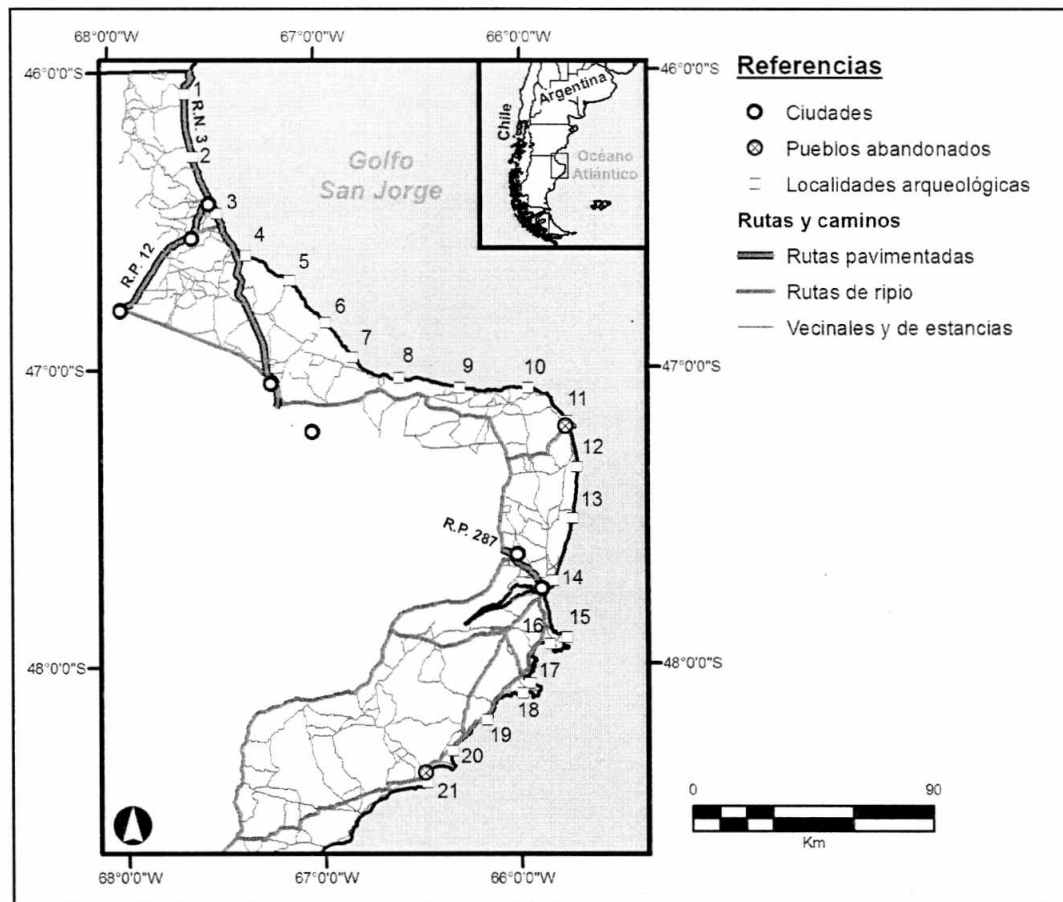 68°0'0"W
67°0'0"W
66°0'0"W
46°0'0"S
46°0'0"S
1
R.N. 3
2
3
4
5
6
7
8
9
10
11
12
13
14
15
16
17
18
19
20
21
R.P. 12
R.P. 287
Golfo
San Jorge
Argentina
Chile
Océano
Atlántico
47°0'0"S
47°0'0"S
48°0'0"S
48°0'0"S
68°0'0"W
67°0'0"W
66°0'0"W
Referencias
Ciudades
Pueblos abandonados
Localidades arqueológicas
Rutas y caminos
Rutas pavimentadas
Rutas de ripio
Vecinales y de estancias
0
90
Km